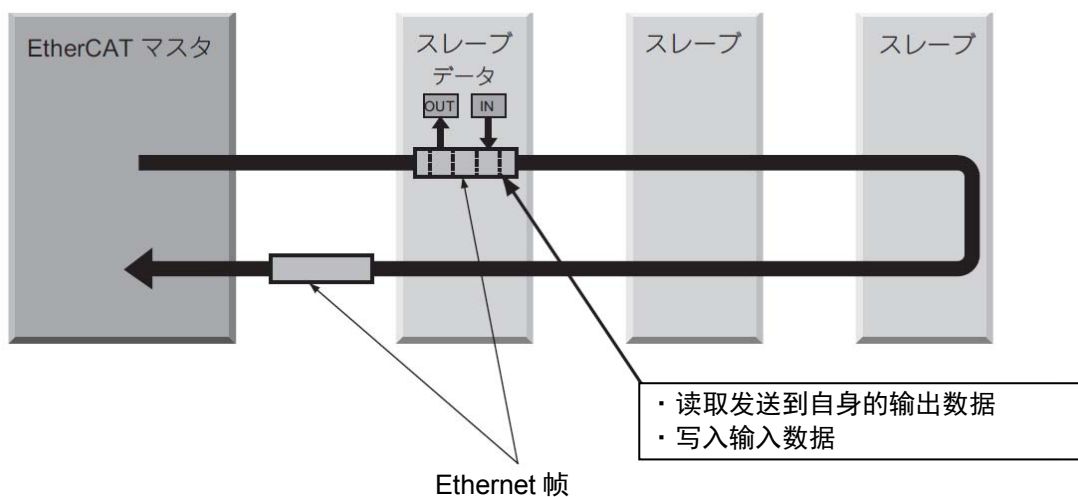 EtherCAT マスタ
スレーブ
データ
OUT
IN
スレーブ
スレーブ
・读取发送到自身的输出数据
・写入输入数据
Ethernet 帧